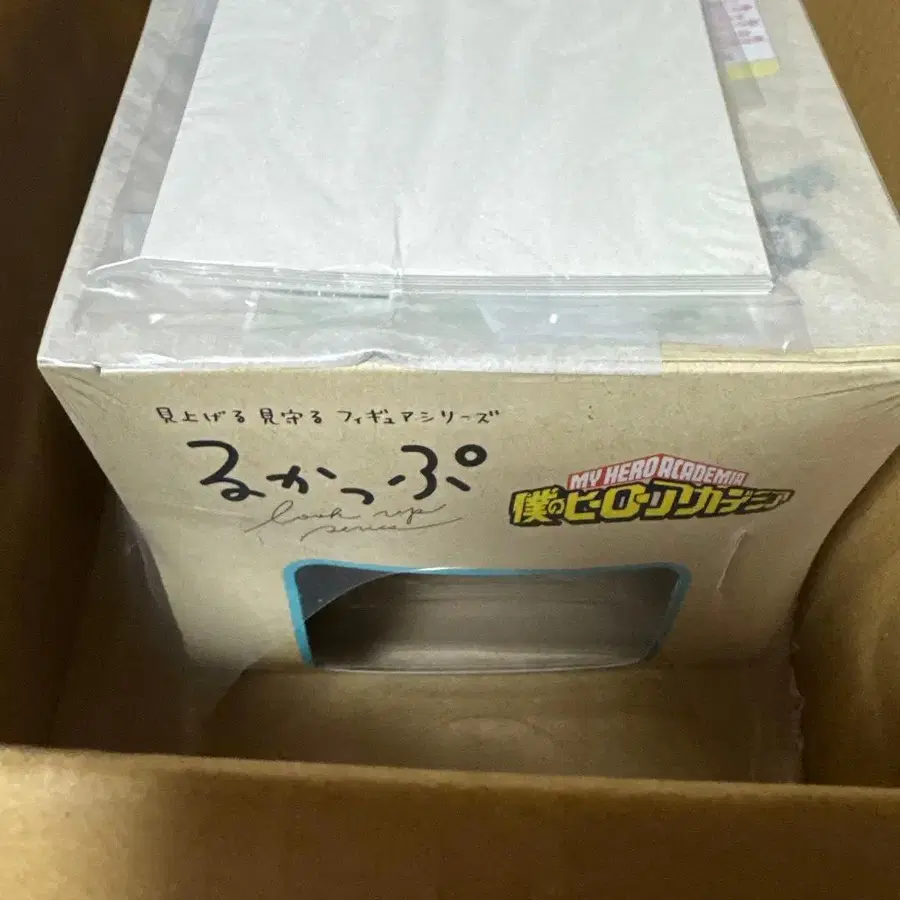 見上げる見守るフィギュアシリーズ
るかっぷ
look up
series
MY HERO ACADEMIA
僕のヒーローアカデミア